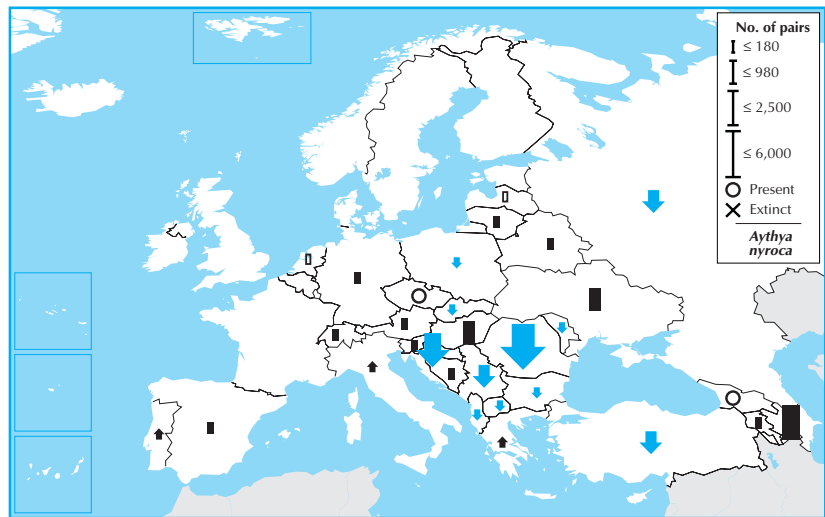 No. of pairs
≤ 180
≤ 980
≤ 2,500
≤ 6,000
Present
Extinct
Aythya
nyroca